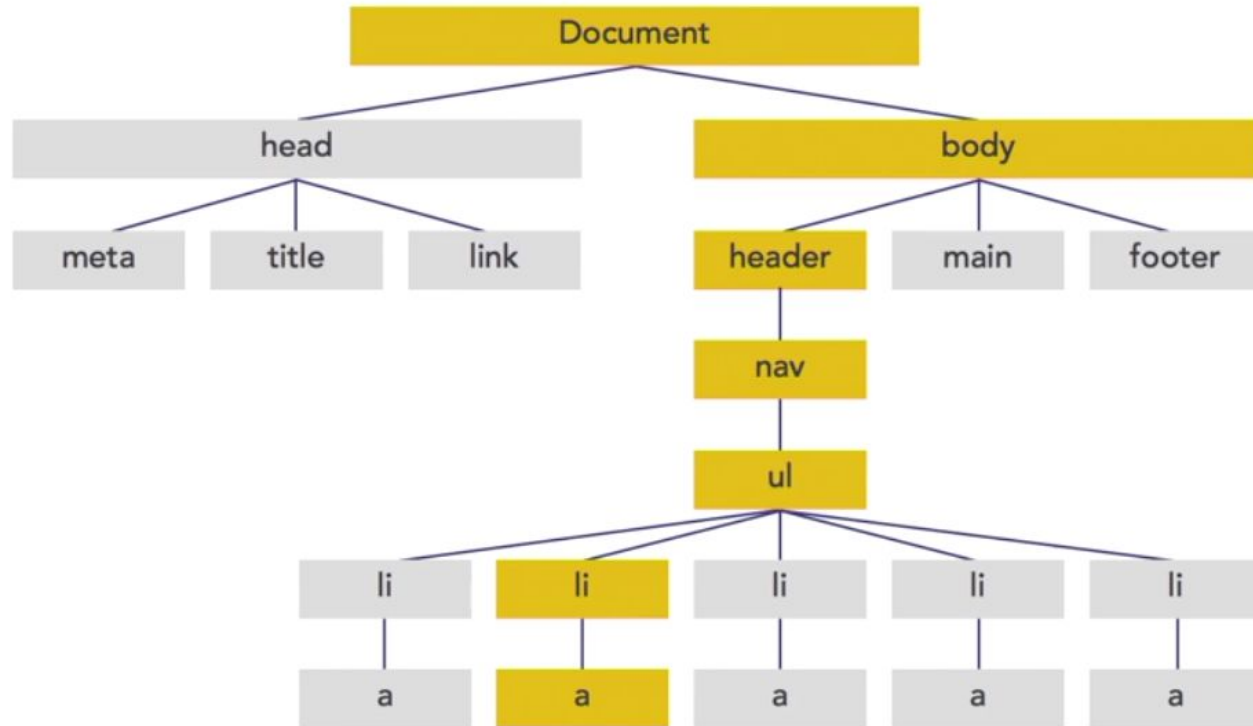 Document
head
body
meta
title
link
header
main
footer
nav
ul
li
li
li
li
li
a
a
a
a
a